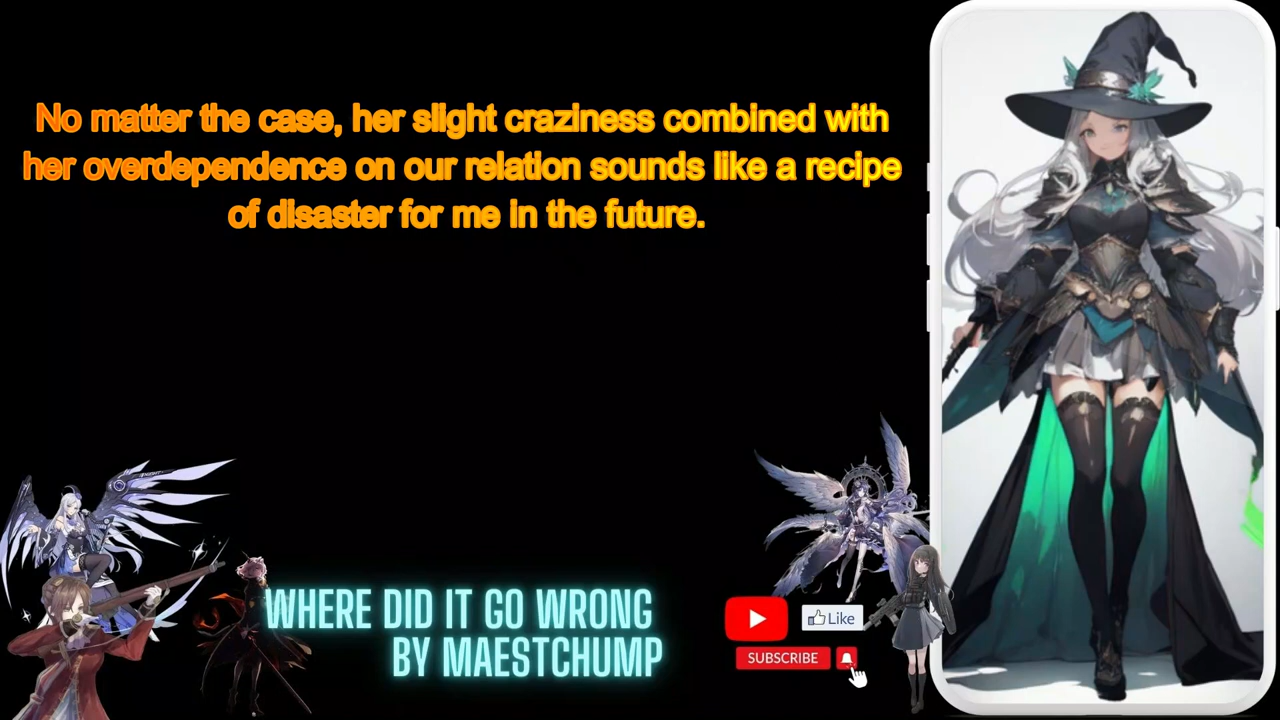 No matter the case, her slight craziness combined with
her overdependence on our relation sounds like a recipe
of disaster for me in the future.
WHERE DID IT GO WRONG
BY MAESTCHUMP
Like
SUBSCRIBE